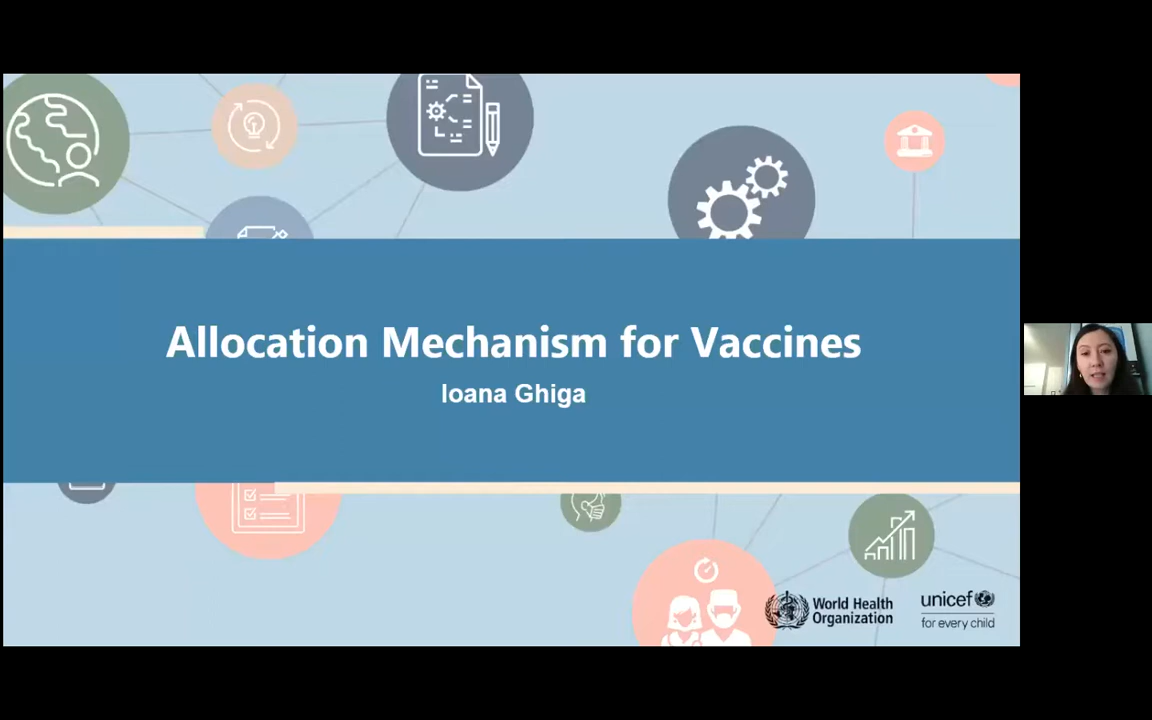 Allocation Mechanism for Vaccines
Ioana Ghiga
World Health
Organization
unicef
for every child